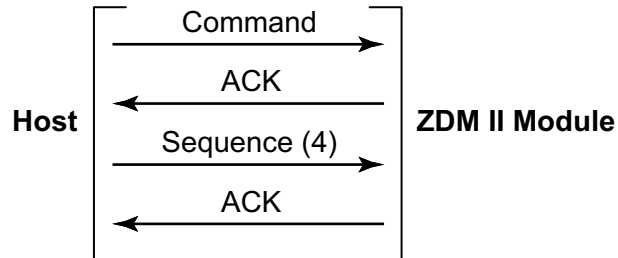 Command
ACK
Host
ZDM II Module
Sequence (4)
ACK